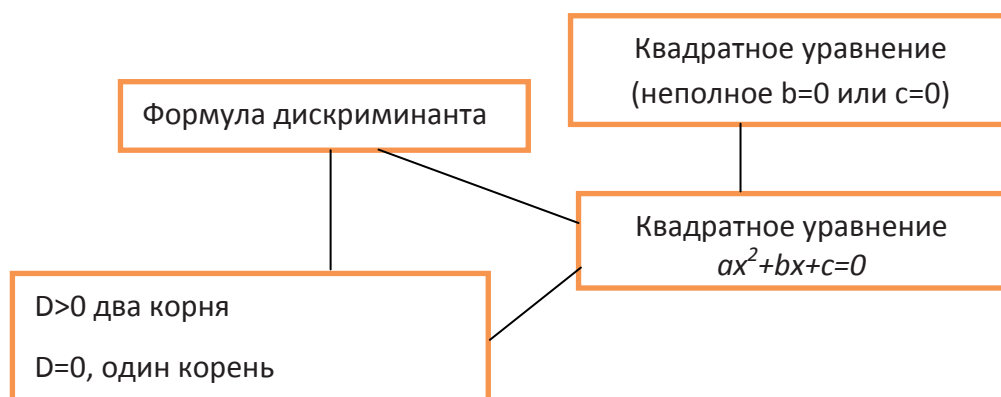 Квадратное уравнение
(неполное b=0 или c=0)
Формула дискриминанта
Квадратное уравнение
ax²+bx+c=0
D>0 два корня
D=0, один корень